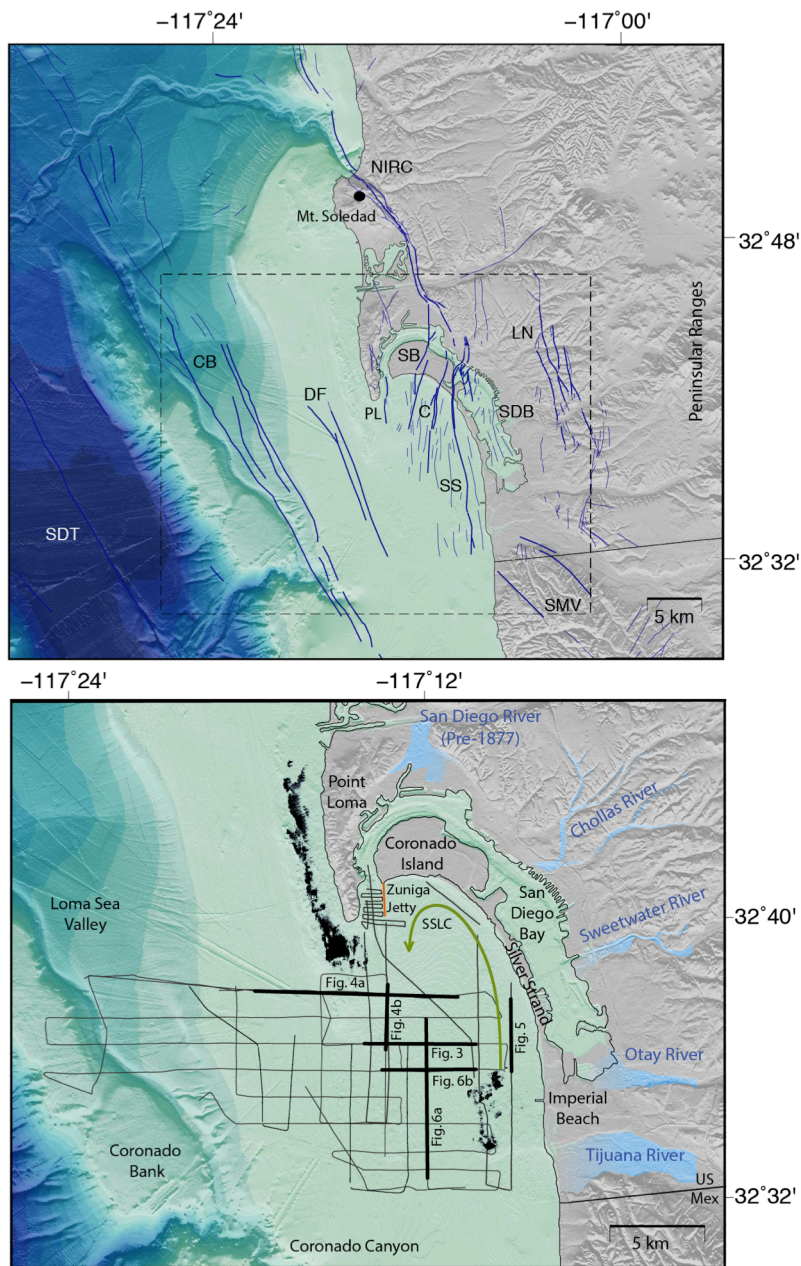 −117˚24'
−117˚00'
NIRC
Mt. Soledad
32˚48'
Peninsular Ranges
LN
CB
SB
DF
PL
C
SDB
SS
SDT
32˚32'
SMV
5 km
−117˚24'
−117˚12'
San Diego River
(Pre-1877)
Point
Loma
Chollas River
Coronado
Island
Zuniga
Jetty
San
Diego
Bay
Loma Sea
Valley
SSLC
Sweetwater River
32˚40'
Silver Strand
Fig. 4a
Fig. 4b
Fig. 5
Fig. 3
Otay River
Fig. 6b
Imperial
Beach
Fig. 6a
Coronado
Bank
Tijuana River
US
Mex
32˚32'
5 km
Coronado Canyon